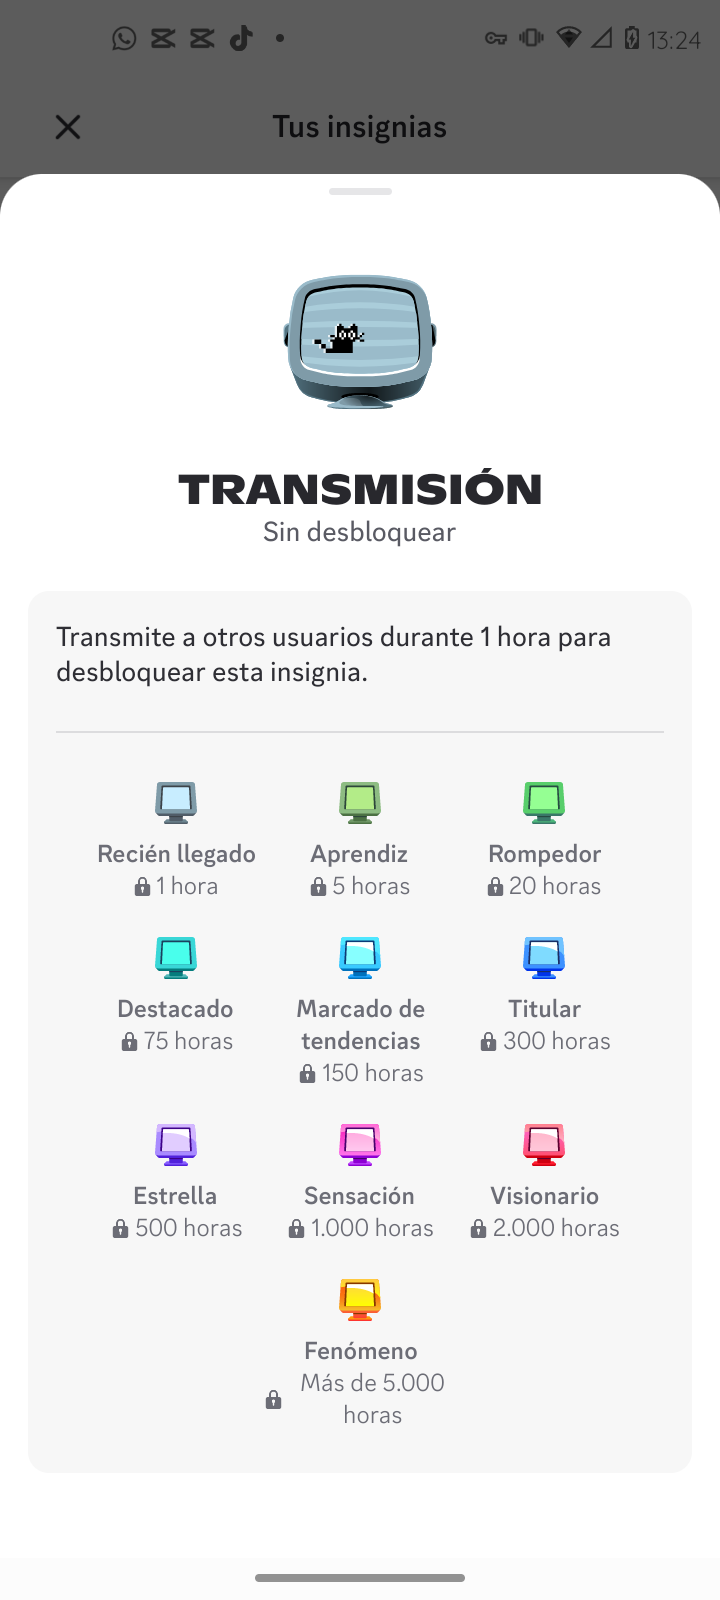 13:24
Tus insignias
TRANSMISIÓN
Sin desbloquear
Transmite a otros usuarios durante 1 hora para
desbloquear esta insignia.
Recién llegado
1 hora
Aprendiz
5 horas
Rompedor
20 horas
Destacado
75 horas
Marcado de
tendencias
150 horas
Titular
300 horas
Estrella
500 horas
Sensación
1.000 horas
Visionario
2.000 horas
Fenómeno
Más de 5.000
horas